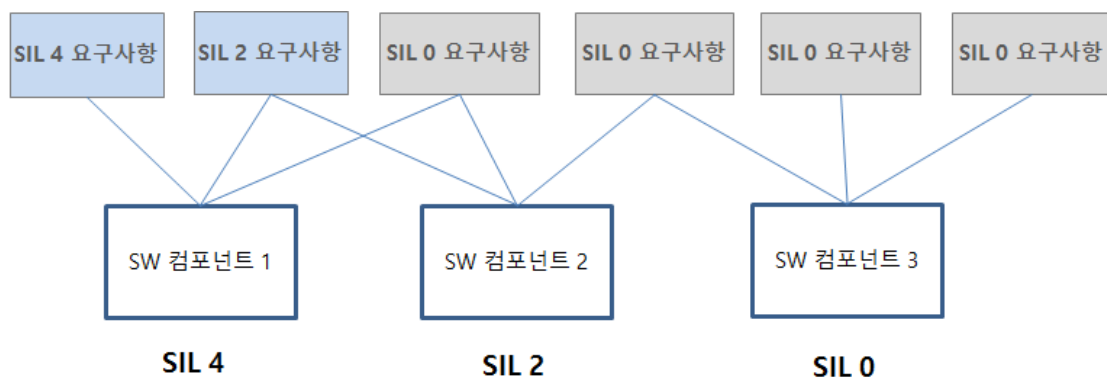 SIL 4 요구사항
SIL 2 요구사항
SIL 0 요구사항
SIL 0 요구사항
SIL 0 요구사항
SIL 0 요구사항
SW 컴포넌트 1
SW 컴포넌트 2
SW 컴포넌트 3
SIL 4
SIL 2
SIL 0